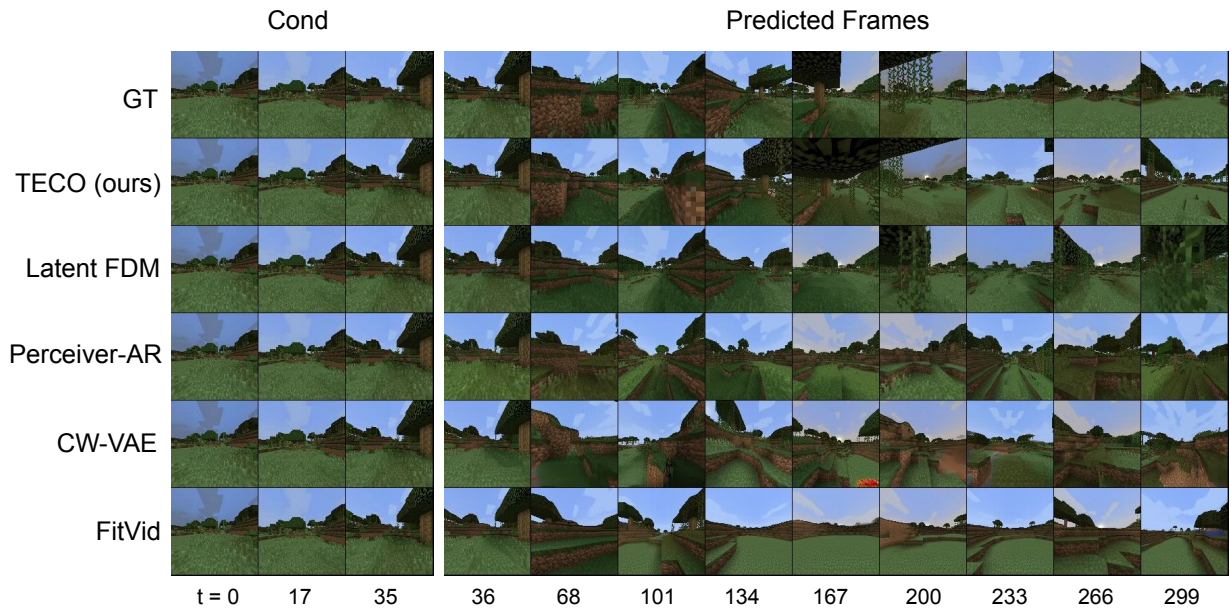 Cond Predicted Frames
GT
TECO (ours)
Latent FDM
Perceiver-AR
CW-VAE
FitVid
t = 0 17 35 36 68 101 134 167 200 233 266 299